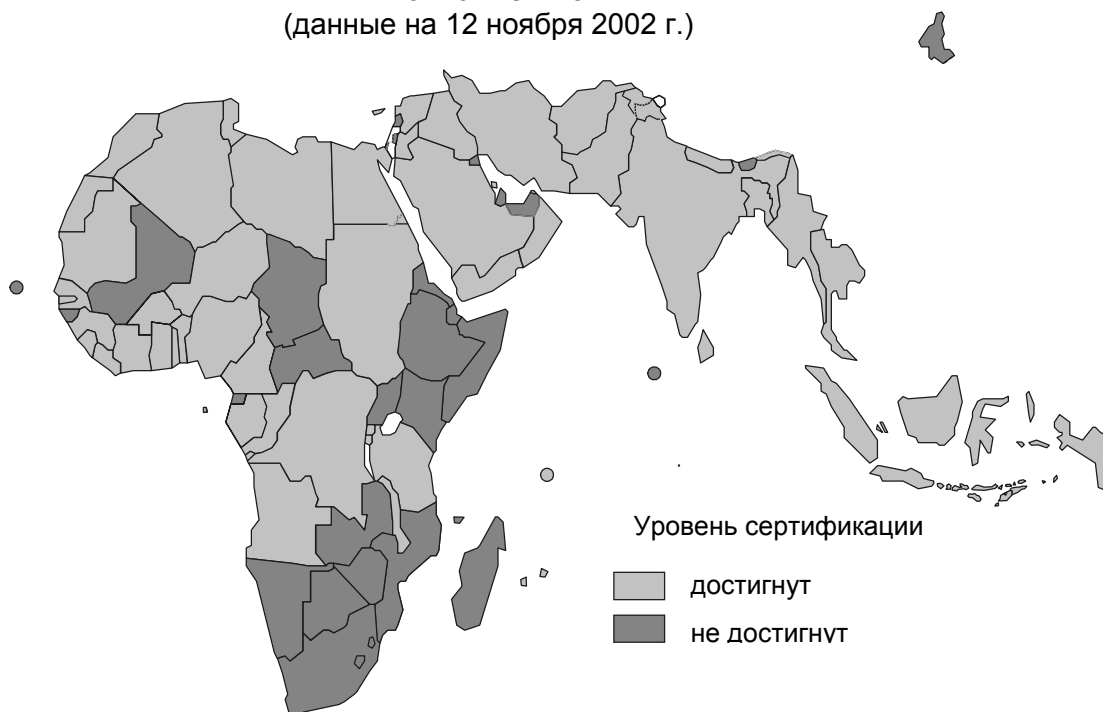 (данные на 12 ноября 2002 г.)
Уровень сертификации
достигнут
не достигнут